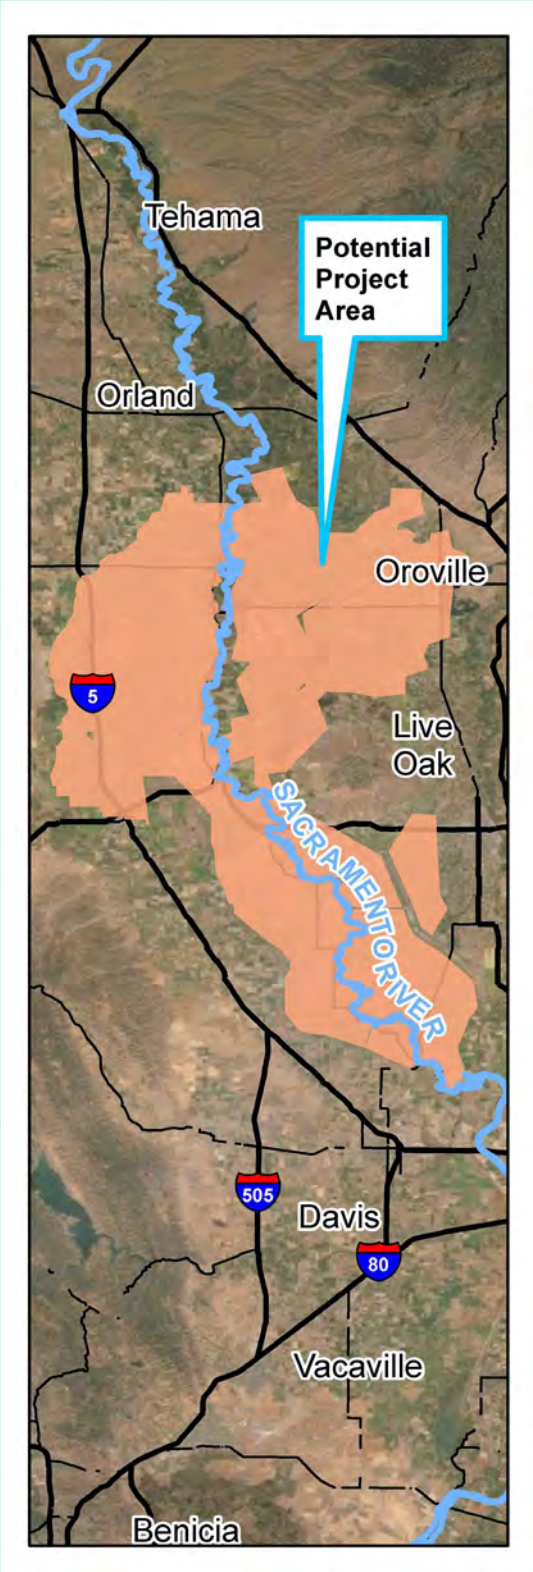 Tehama
Potential
Project
Area
Orland
Oroville
5
Live
Oak
SACRAMENTO RIVER
505
Davis
80
Vacaville
Benicia